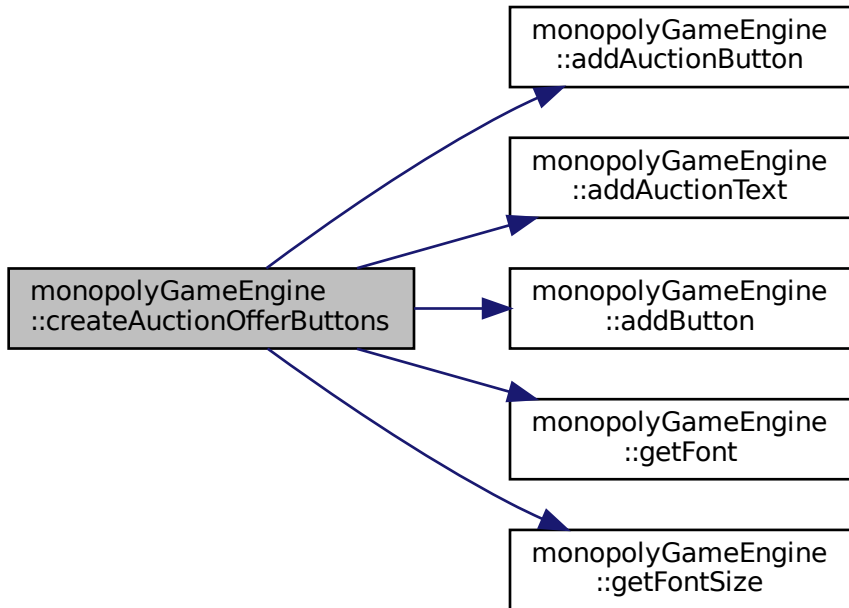 monopolyGameEngine
::addAuctionButton
monopolyGameEngine
::addAuctionText
monopolyGameEngine
::createAuctionOfferButtons
monopolyGameEngine
::addButton
monopolyGameEngine
::getFont
monopolyGameEngine
::getFontSize